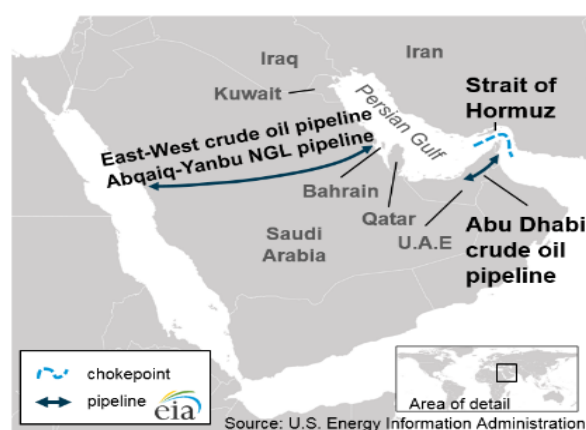 Iraq
Iran
Kuwait
Persian Gulf
Strait of
Hormuz
East-West crude oil pipeline
Abqaiq-Yanbu NGL pipeline
Bahrain
Qatar
U.A.E
Saudi
Arabia
Abu Dhabi
crude oil
pipeline
chokepoint
pipeline
eia
Area of detail
Source: U.S. Energy Information Administration